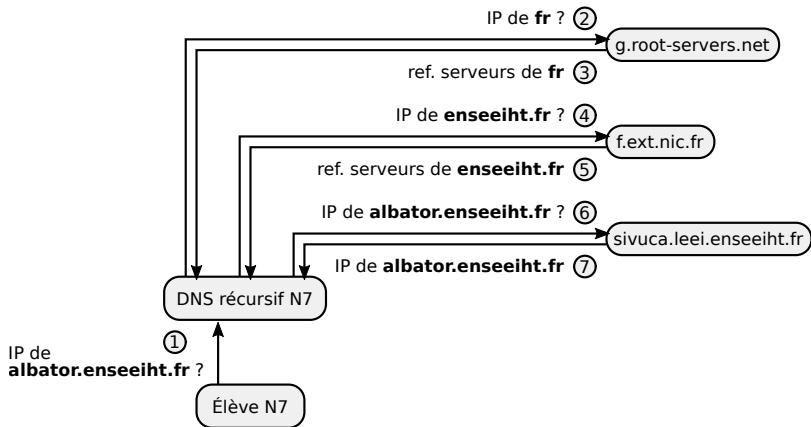 IP de fr ? 2
g.root-servers.net
ref. serveurs de fr 3
IP de enseeiht.fr ? 4
f.ext.nic.fr
ref. serveurs de enseeiht.fr 5
IP de albator.enseeiht.fr ? 6
sivuca.leei.enseeiht.fr
IP de albator.enseeiht.fr 7
DNS récursif N7
1
IP de
albator.enseeiht.fr ?
Élève N7